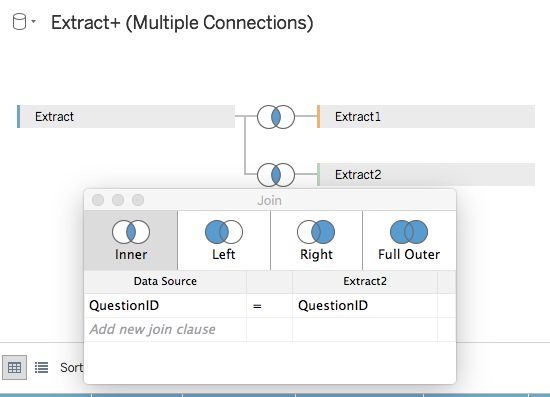 Extract+ (Multiple Connections)
Extract
Extract1
Extract2
Join
Inner
Left
Right
Full Outer
Data Source
Extract2
QuestionID = QuestionID
Add new join clause
Sort